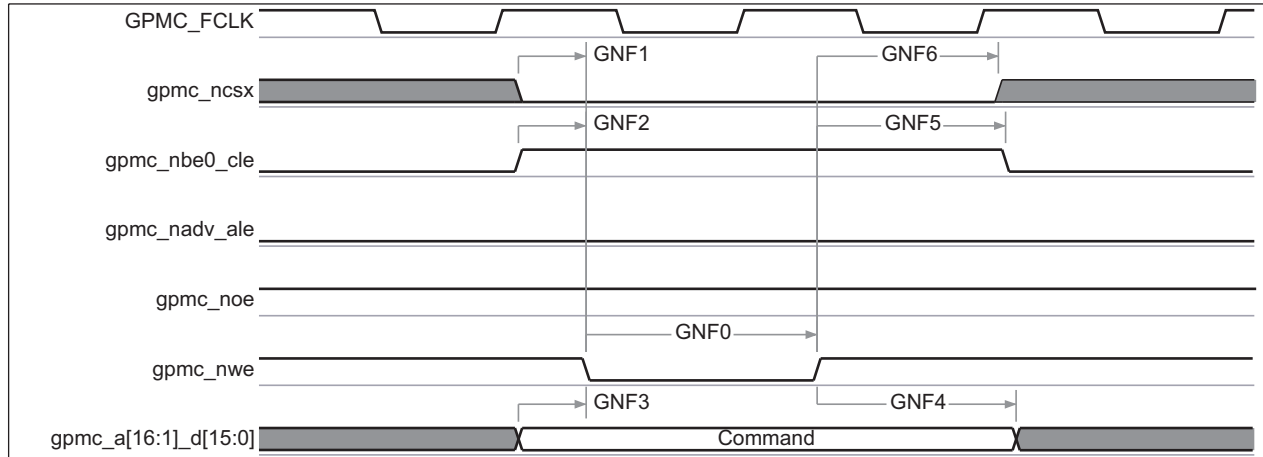 GPMC_FCLK
GNF1
GNF6
gpmc_ncsx
GNF2
GNF5
gpmc_nbe0_cle
gpmc_nadv_ale
gpmc_noe
GNF0
gpmc_nwe
GNF3
GNF4
gpmc_a[16:1]_d[15:0]
Command